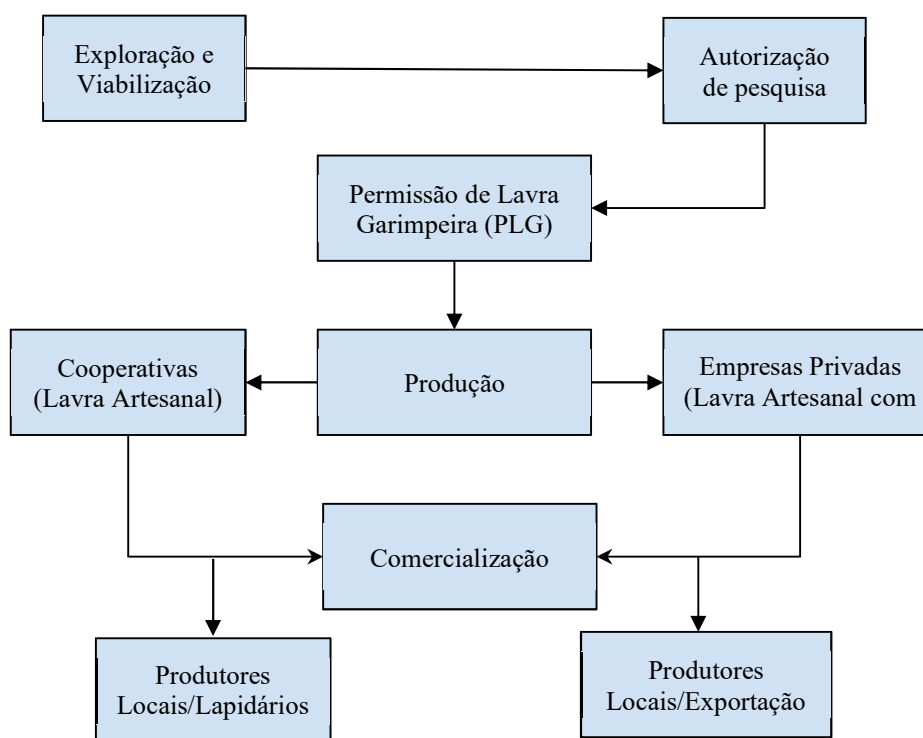 Exploração e
Viabilização
Autorização
de pesquisa
Permissão de Lavra
Garimpeira (PLG)
Cooperativas
(Lavra Artesanal)
Produção
Empresas Privadas
(Lavra Artesanal com
Comercialização
Produtores
Locais/Lapidários
Produtores
Locais/Exportação